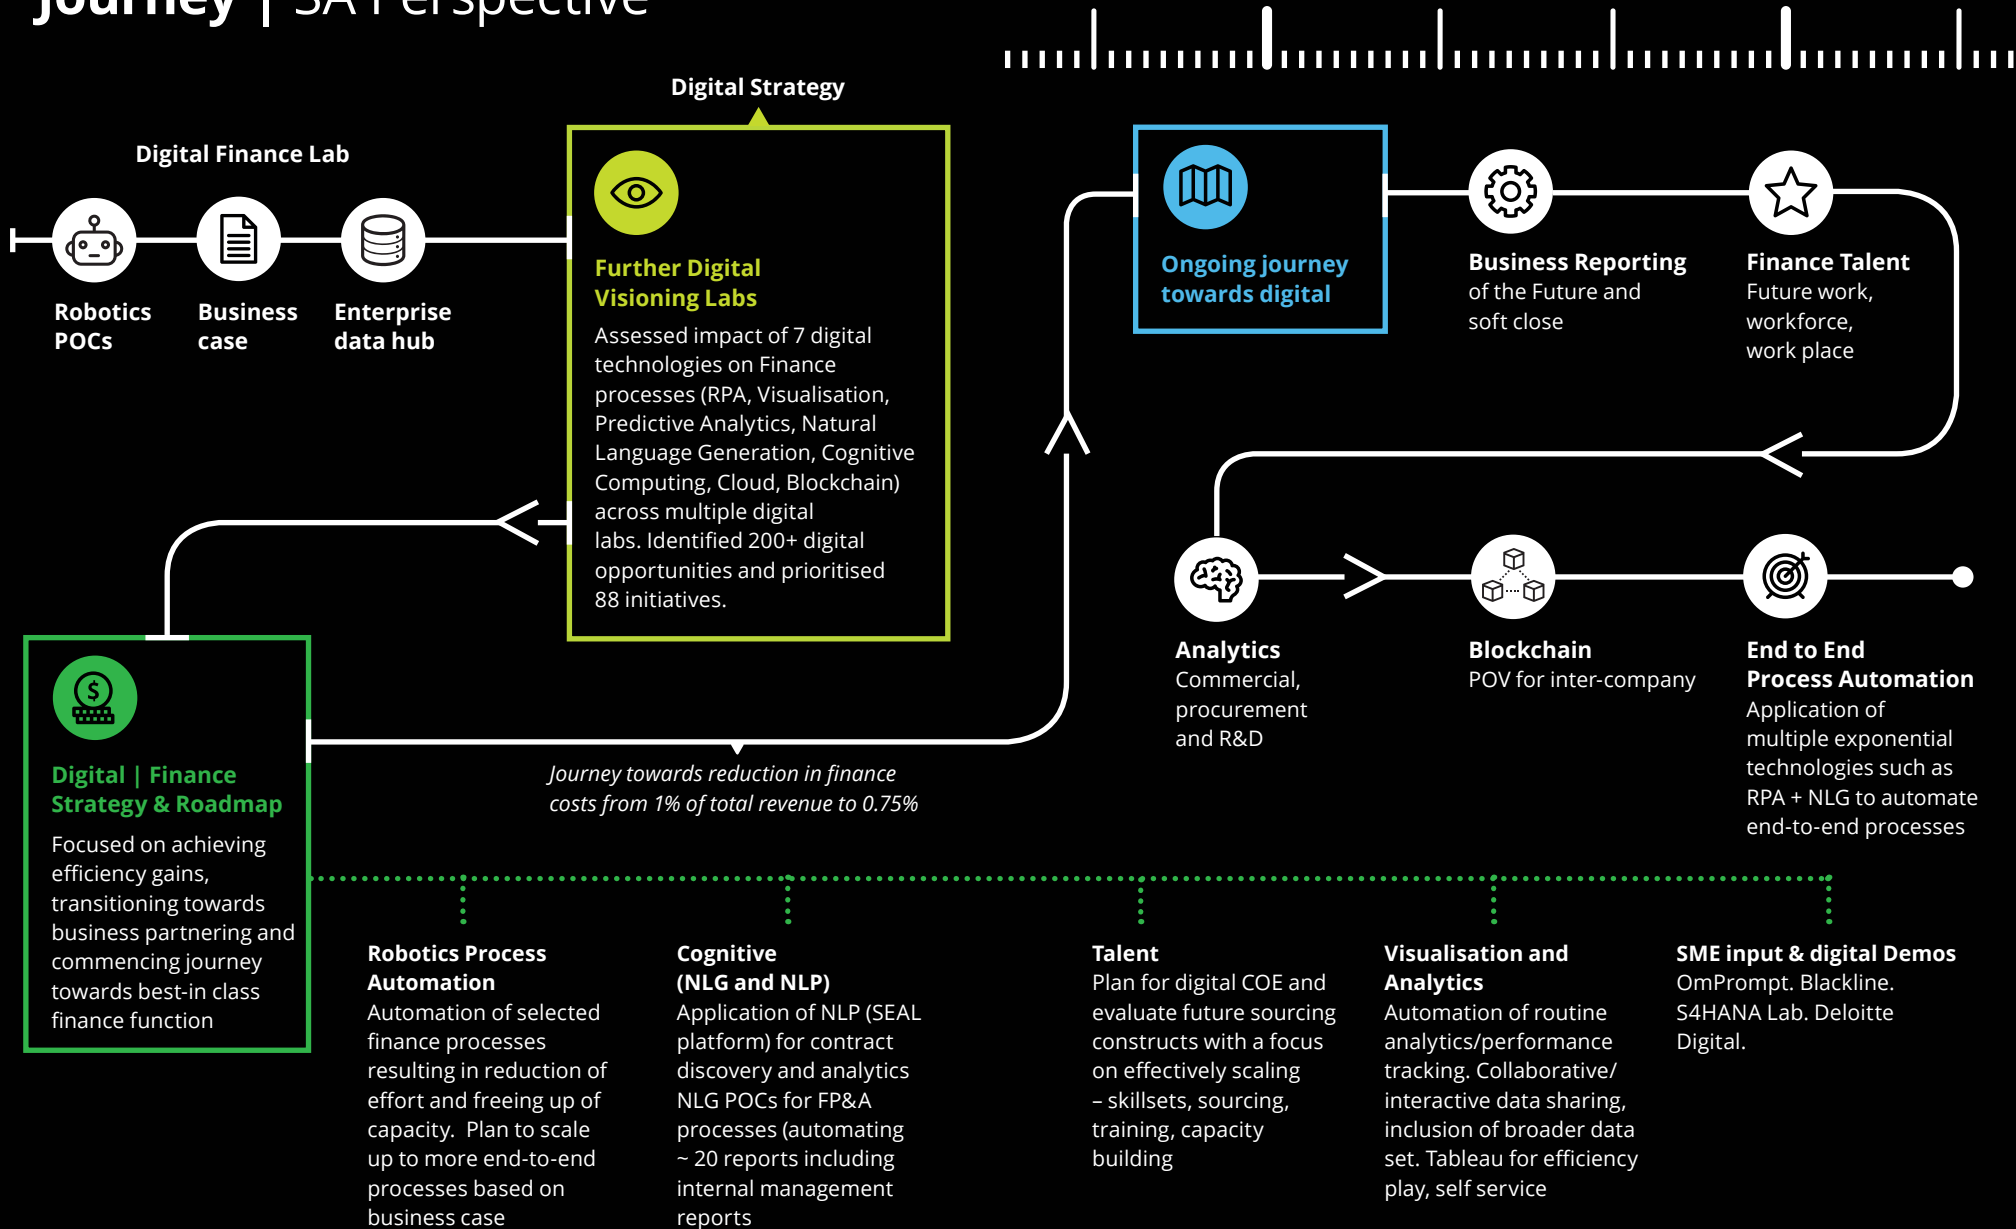 Journey | SA Perspective
Digital Strategy
Digital Finance Lab
Robotics
POCs
Business
case
Enterprise
data hub
Further Digital
Visioning Labs
Assessed impact of 7 digital
technologies on Finance
processes (RPA, Visualisation,
Predictive Analytics, Natural
Language Generation, Cognitive
Computing, Cloud, Blockchain)
across multiple digital
labs. Identified 200+ digital
opportunities and prioritised
88 initiatives.
Ongoing journey
towards digital
Business Reporting
of the Future and
soft close
Finance Talent
Future work,
workforce,
work place
Analytics
Commercial,
procurement
and R&D
Blockchain
POV for inter-company
End to End
Process Automation
Application of
multiple exponential
technologies such as
RPA + NLG to automate
end-to-end processes
$
Digital | Finance
Strategy & Roadmap
Focused on achieving
efficiency gains,
transitioning towards
business partnering and
commencing journey
towards best-in class
finance function
Journey towards reduction in finance
costs from 1% of total revenue to 0.75%
Robotics Process
Automation
Automation of selected
finance processes
resulting in reduction of
effort and freeing up of
capacity.  Plan to scale
up to more end-to-end
processes based on
business case
Cognitive
(NLG and NLP)
Application of NLP (SEAL
platform) for contract
discovery and analytics
NLG POCs for FP&A
processes (automating
~ 20 reports including
internal management
reports
Talent
Plan for digital COE and
evaluate future sourcing
constructs with a focus
on effectively scaling
– skillsets, sourcing,
training, capacity
building
Visualisation and
Analytics
Automation of routine
analytics/performance
tracking. Collaborative/
interactive data sharing,
inclusion of broader data
set. Tableau for efficiency
play, self service
SME input & digital Demos
OmPrompt. Blackline.
S4HANA Lab. Deloitte
Digital.